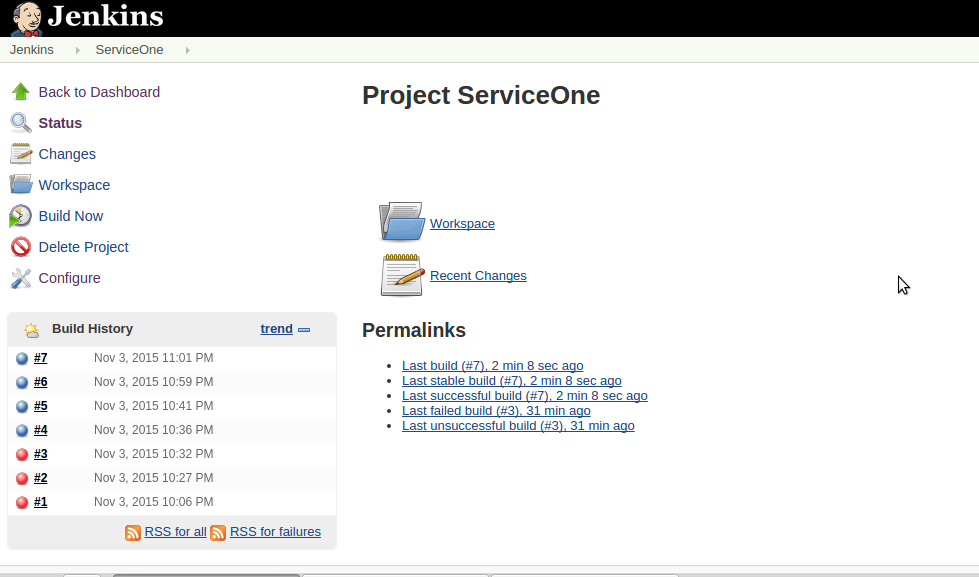 Jenkins
Jenkins ServiceOne
Back to Dashboard
Status
Changes
Workspace
Build Now
Delete Project
Configure
Build History trend
#7 Nov 3, 2015 11:01 PM
#6 Nov 3, 2015 10:59 PM
#5 Nov 3, 2015 10:41 PM
#4 Nov 3, 2015 10:36 PM
#3 Nov 3, 2015 10:32 PM
#2 Nov 3, 2015 10:27 PM
#1 Nov 3, 2015 10:06 PM
RSS for all RSS for failures
Project ServiceOne
Workspace
Recent Changes
Permalinks
Last build (#7), 2 min 8 sec ago
Last stable build (#7), 2 min 8 sec ago
Last successful build (#7), 2 min 8 sec ago
Last failed build (#3), 31 min ago
Last unsuccessful build (#3), 31 min ago